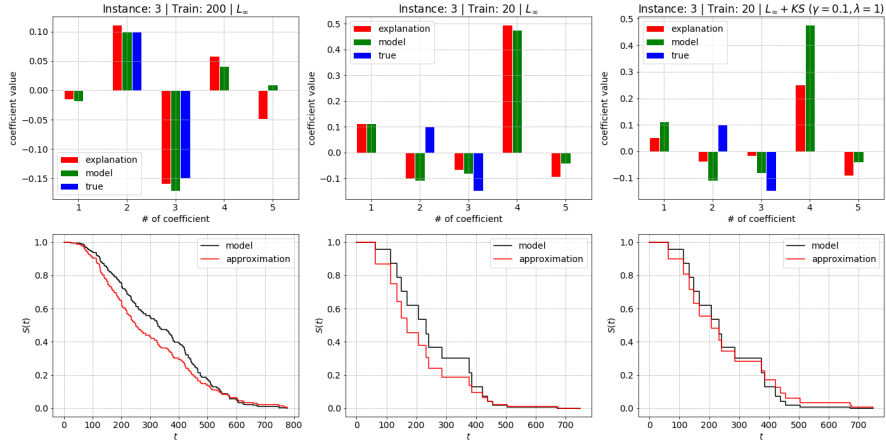 Instance: 3 | Train: 200 | L∞
Instance: 3 | Train: 20 | L∞
Instance: 3 | Train: 20 | L∞ + KS (γ = 0.1, λ = 1)
coefficient value
0.10
0.05
0.00
−0.05
−0.10
−0.15
explanation
model
true
1 2 3 4 5
# of coefficient
coefficient value
0.5
0.4
0.3
0.2
0.1
0.0
−0.1
explanation
model
true
1 2 3 4 5
# of coefficient
coefficient value
0.5
0.4
0.3
0.2
0.1
0.0
−0.1
explanation
model
true
1 2 3 4 5
# of coefficient
S(t)
1.0
0.8
0.6
0.4
0.2
0.0
model
approximation
0 100 200 300 400 500 600 700 800
t
S(t)
1.0
0.8
0.6
0.4
0.2
0.0
model
approximation
0 100 200 300 400 500 600 700
t
S(t)
1.0
0.8
0.6
0.4
0.2
0.0
model
approximation
0 100 200 300 400 500 600 700
t